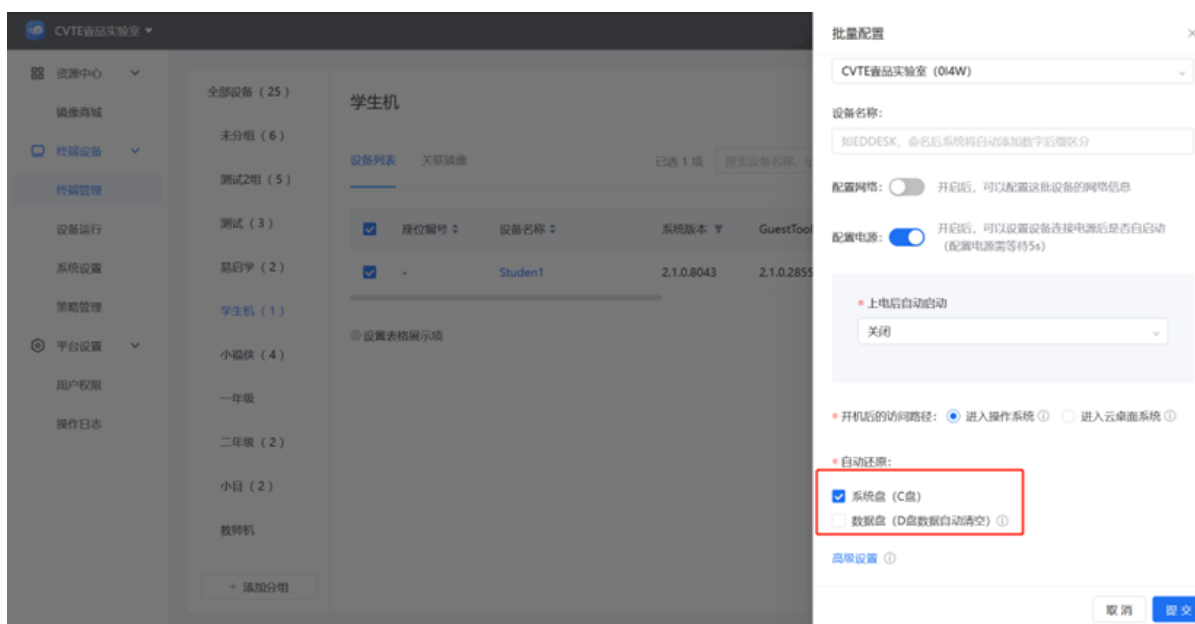 CVTE壹品实验室
资源中心
镜像商城
终端设备
终端管理
设备运行
系统设置
策略管理
平台设置
用户权限
操作日志
全部设备（25）
未分组（6）
测试2组（5）
测试（3）
易启学（2）
学生机（1）
小福侠（4）
一年级
二年级（2）
小目（2）
教师机
+ 添加分组
学生机
设备列表 关联镜像 已选 1 项 搜索设备名称、ip
座位编号 设备名称 系统版本 GuestTool
- Studen1 2.1.0.8043 2.1.0.2855
设置表格展示项
批量配置
CVTE壹品实验室（0I4W）
设备名称：
如EDDESK，命名后系统将自动添加数字后缀区分
配置网络： 开启后，可以配置这批设备的网络信息
配置电源： 开启后，可以设置设备连接电源后是否自启动
（配置电源需等待5s）
* 上电后自动启动
关闭
* 开机后的访问路径： 进入操作系统 进入云桌面系统
* 自动还原：
系统盘（C盘）
数据盘（D盘数据自动清空）
高级设置
取消 提交